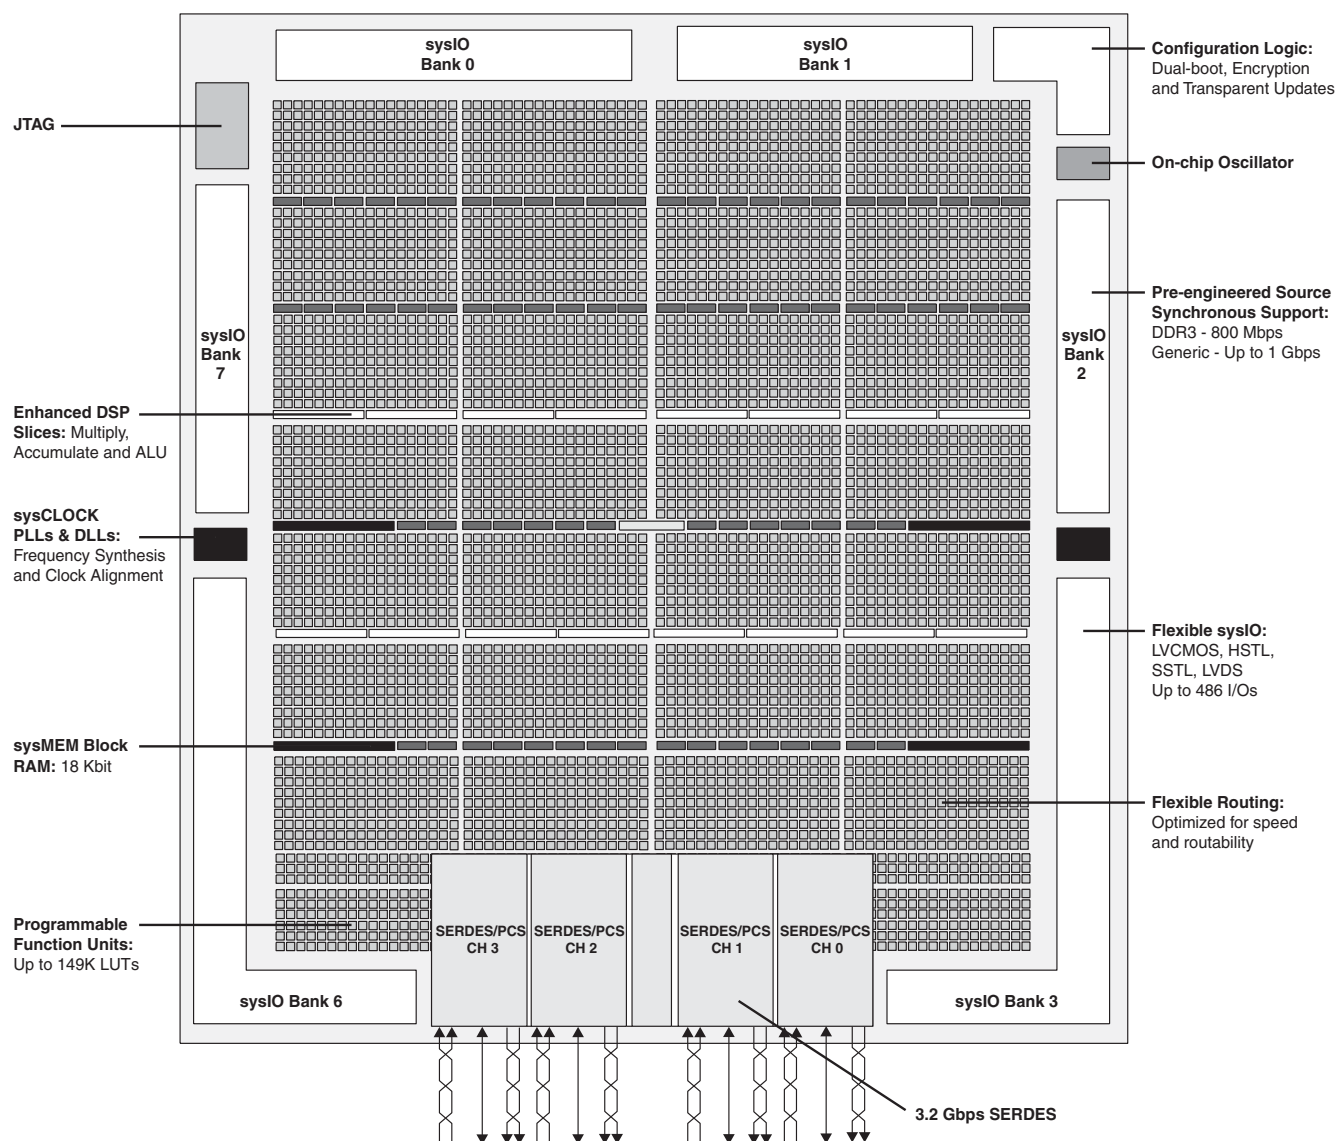 sysIO
Bank 0
sysIO
Bank 1
Configuration Logic:
Dual-boot, Encryption
and Transparent Updates
JTAG
On-chip Oscillator
sysIO
Bank
7
Pre-engineered Source
Synchronous Support:
DDR3 - 800 Mbps
Generic - Up to 1 Gbps
sysIO
Bank
2
Enhanced DSP
Slices: Multiply,
Accumulate and ALU
sysCLOCK
PLLs & DLLs:
Frequency Synthesis
and Clock Alignment
Flexible sysIO:
LVCMOS, HSTL,
SSTL, LVDS
Up to 486 I/Os
sysMEM Block
RAM: 18 Kbit
Flexible Routing:
Optimized for speed
and routability
Programmable
Function Units:
Up to 149K LUTs
SERDES/PCS
CH 3
SERDES/PCS
CH 2
SERDES/PCS
CH 1
SERDES/PCS
CH 0
sysIO Bank 6
sysIO Bank 3
3.2 Gbps SERDES